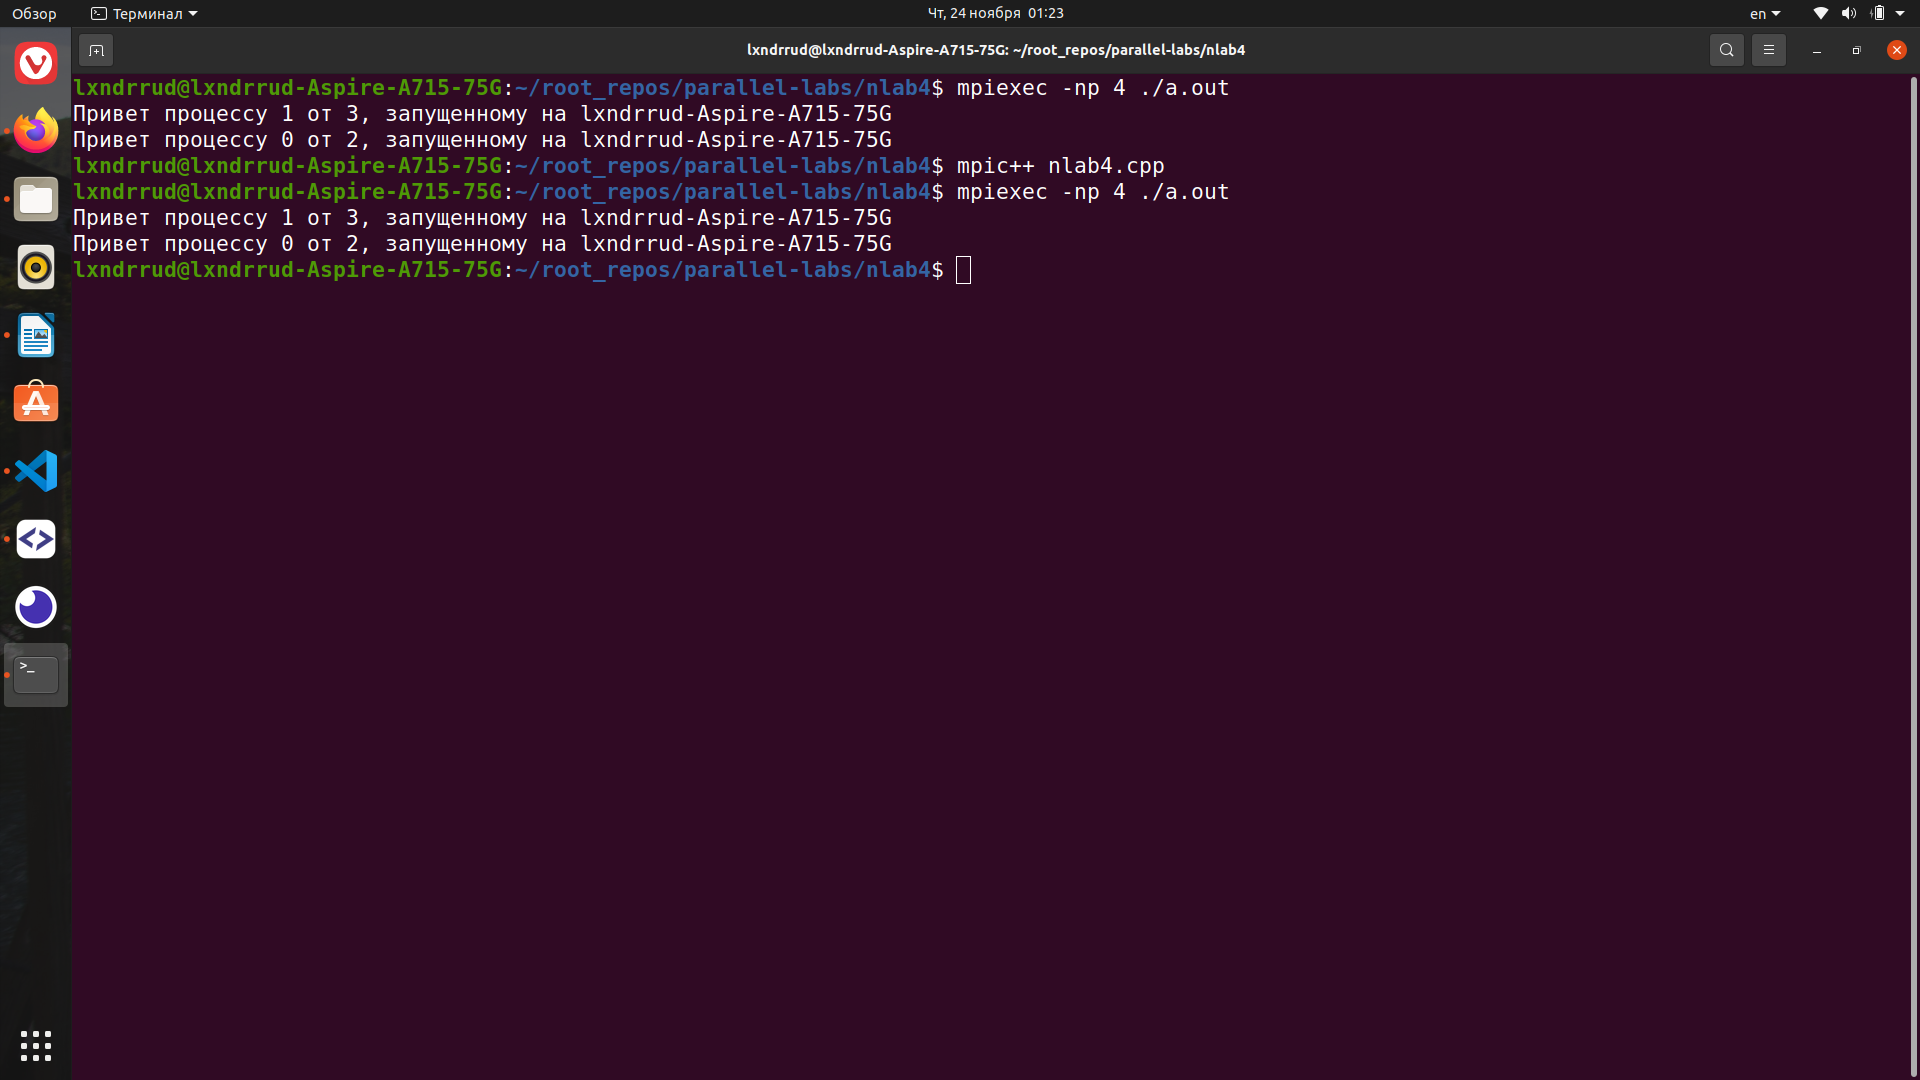 Обзор
Терминал
Чт, 24 ноября 01:23
en
lxndrrud@lxndrrud-Aspire-A715-75G: ~/root_repos/parallel-labs/nlab4
lxndrrud@lxndrrud-Aspire-A715-75G:~/root_repos/parallel-labs/nlab4$ mpiexec -np 4 ./a.out
Привет процессу 1 от 3, запущенному на lxndrrud-Aspire-A715-75G
Привет процессу 0 от 2, запущенному на lxndrrud-Aspire-A715-75G
lxndrrud@lxndrrud-Aspire-A715-75G:~/root_repos/parallel-labs/nlab4$ mpic++ nlab4.cpp
lxndrrud@lxndrrud-Aspire-A715-75G:~/root_repos/parallel-labs/nlab4$ mpiexec -np 4 ./a.out
Привет процессу 1 от 3, запущенному на lxndrrud-Aspire-A715-75G
Привет процессу 0 от 2, запущенному на lxndrrud-Aspire-A715-75G
lxndrrud@lxndrrud-Aspire-A715-75G:~/root_repos/parallel-labs/nlab4$